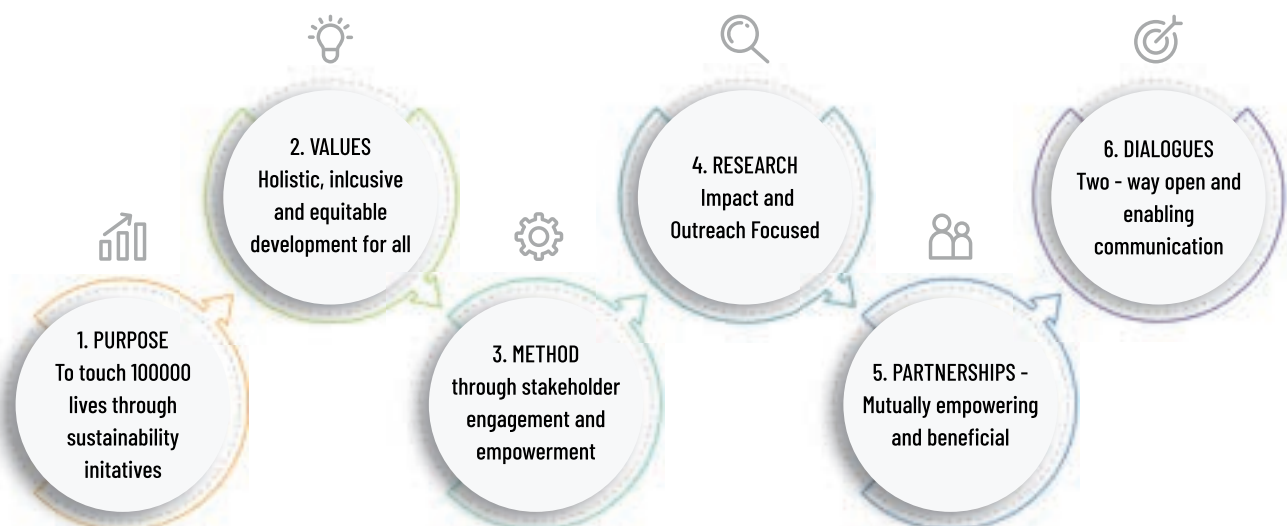 1. PURPOSE
To touch 100000
lives through
sustainability
initatives
2. VALUES
Holistic, inlcusive
and equitable
development for all
3. METHOD
through stakeholder
engagement and
empowerment
4. RESEARCH
Impact and
Outreach Focused
5. PARTNERSHIPS -
Mutually empowering
and beneficial
6. DIALOGUES
Two - way open and
enabling
communication